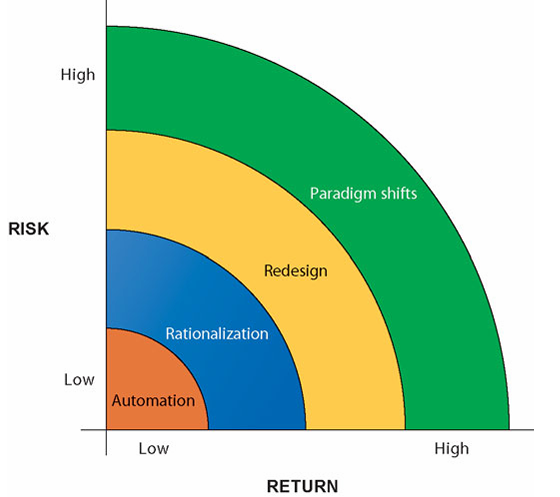 High
Paradigm shifts
RISK
Redesign
Rationalization
Low
Automation
Low
High
RETURN